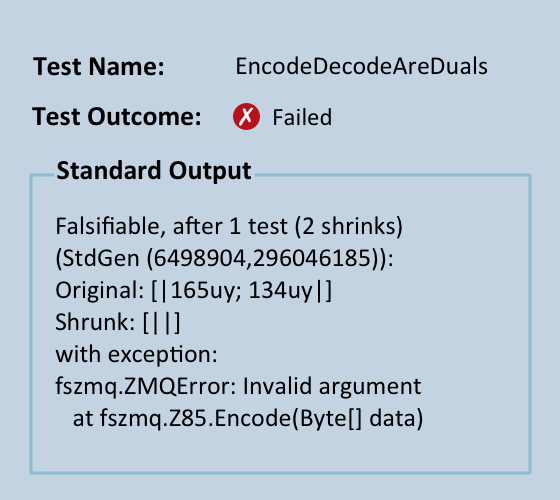 Test Name: EncodeDecodeAreDuals
Test Outcome: ✗ Failed
Standard Output
Falsifiable, after 1 test (2 shrinks)
(StdGen (6498904,296046185)):
Original: [|165uy; 134uy|]
Shrunk: [||]
with exception:
fszmq.ZMQError: Invalid argument
   at fszmq.Z85.Encode(Byte[] data)